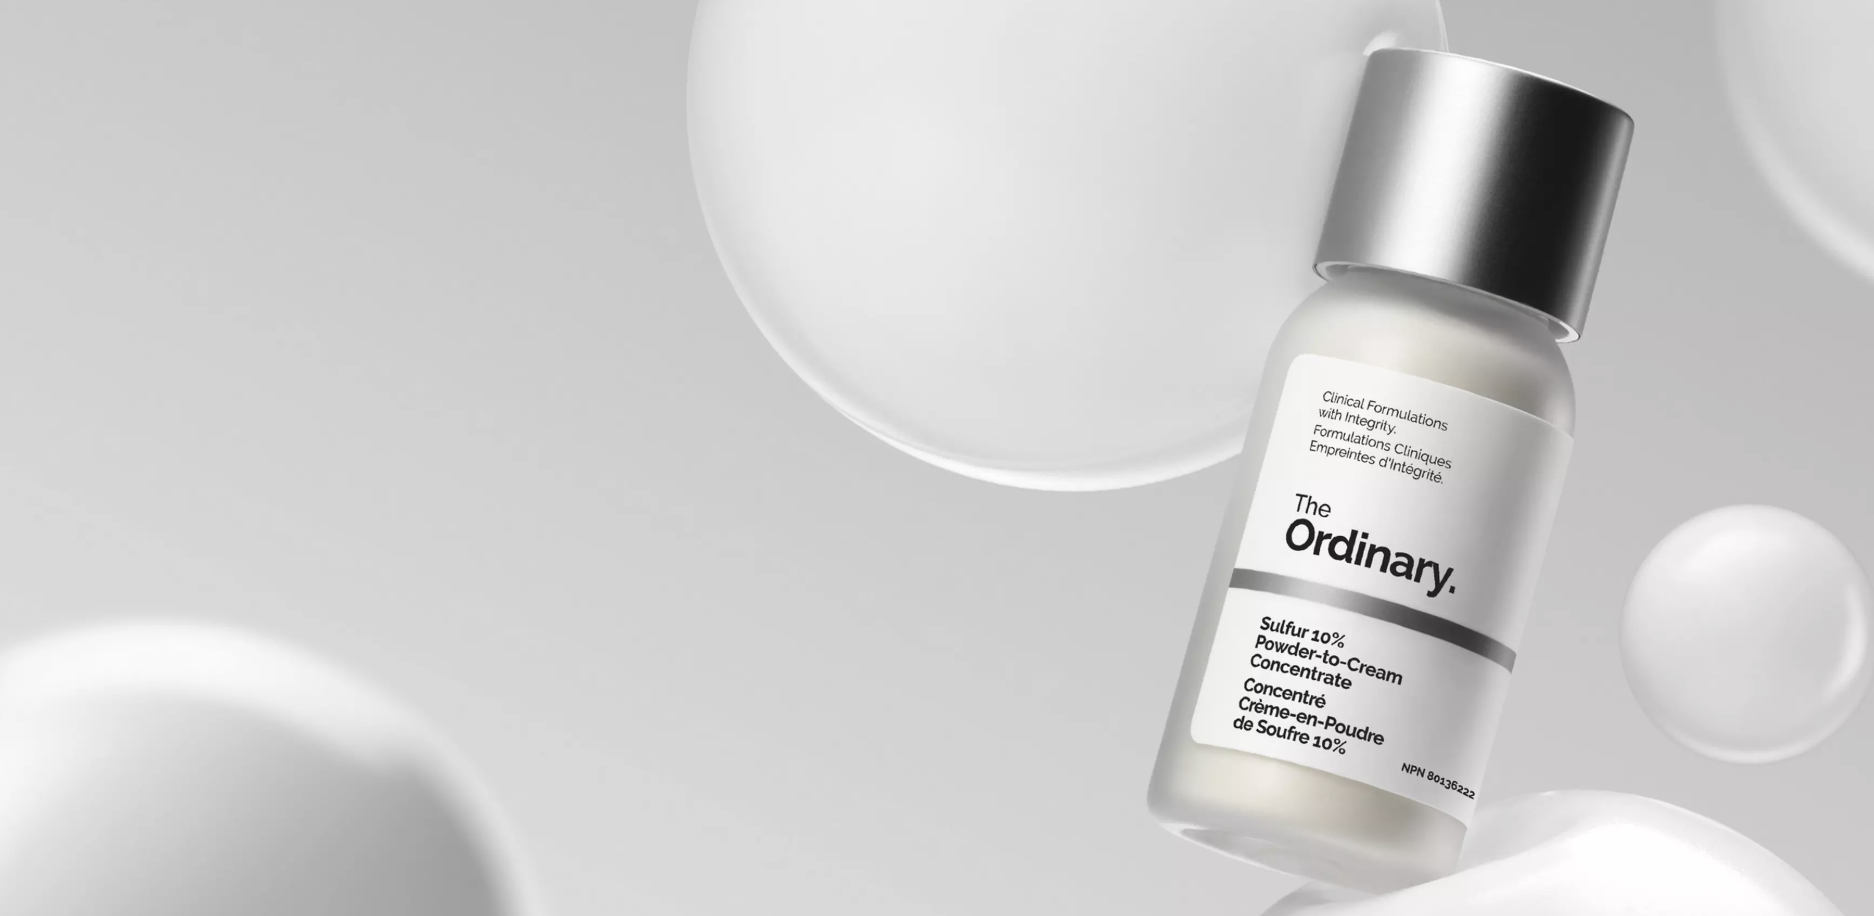 Clinical Formulations
with Integrity.
Formulations Cliniques
Empreintes d'Intégrité.
The
Ordinary.
Sulfur 10%
Powder-to-Cream
Concentrate
Concentré
Crème-en-Poudre
de Soufre 10%
NPN 80136222